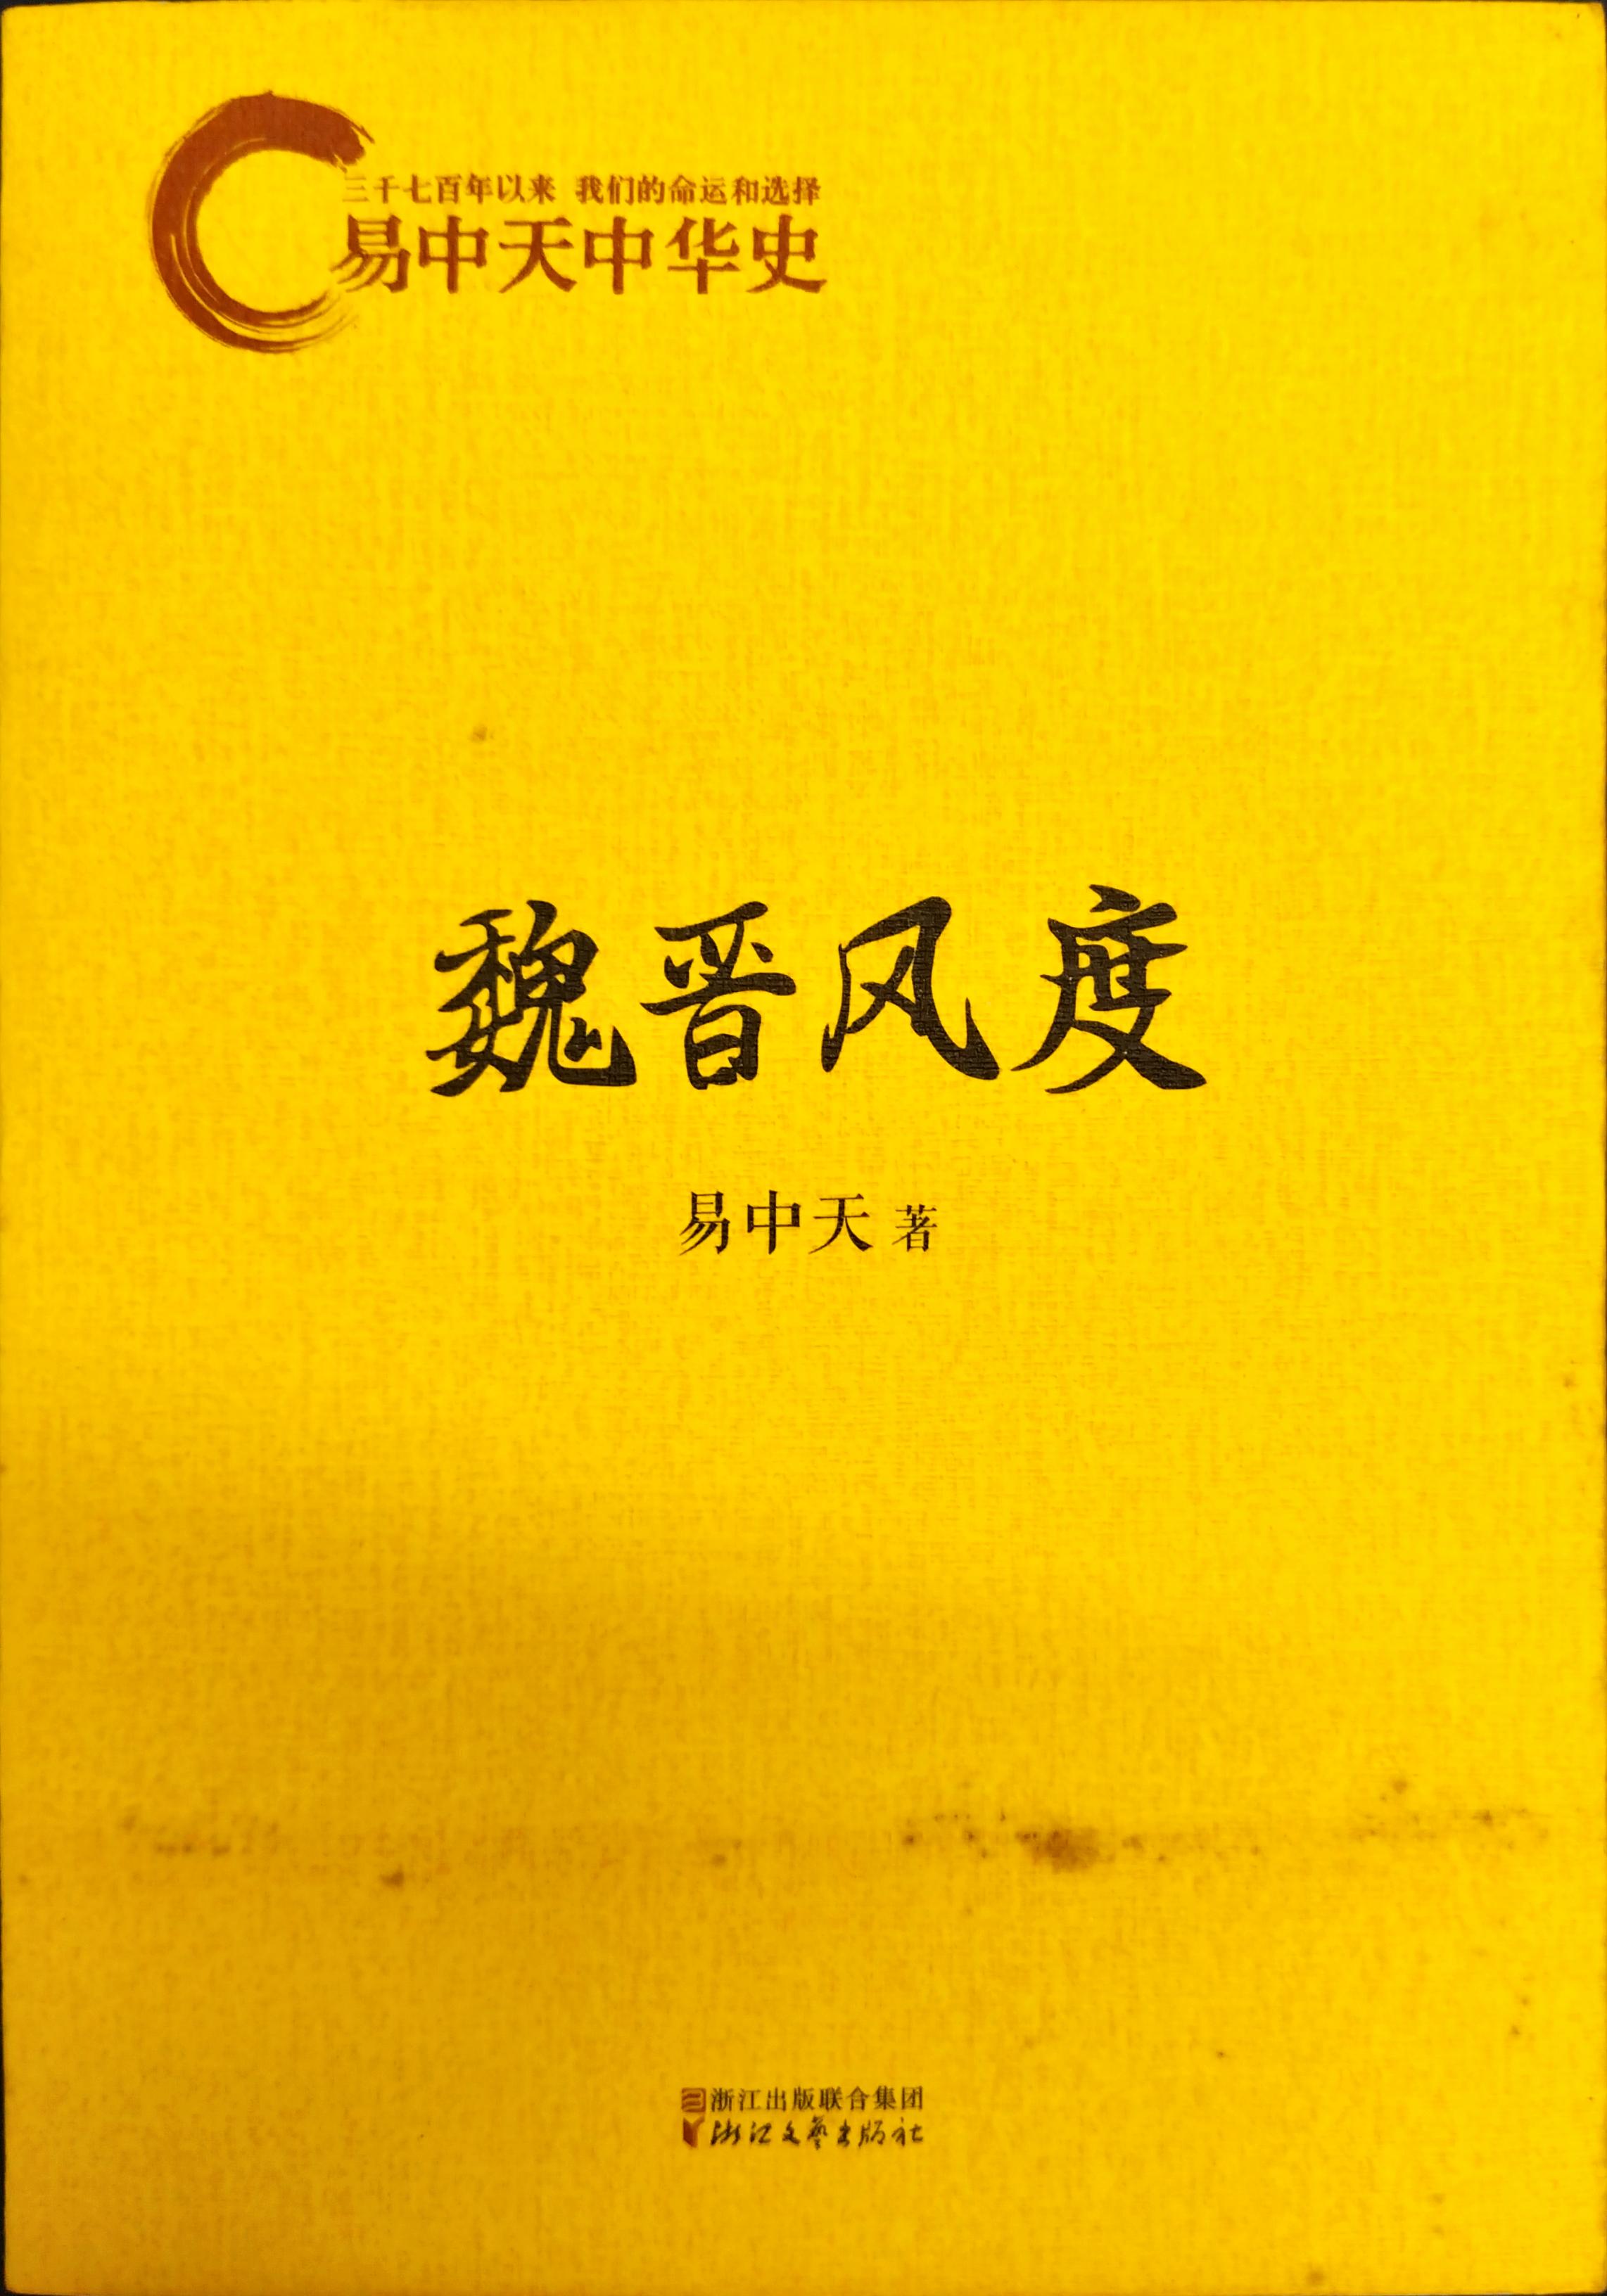 三千七百年以来 我们的命运和选择
易中天中华史
魏晋风度
易中天 著
浙江出版联合集团
浙江文艺出版社